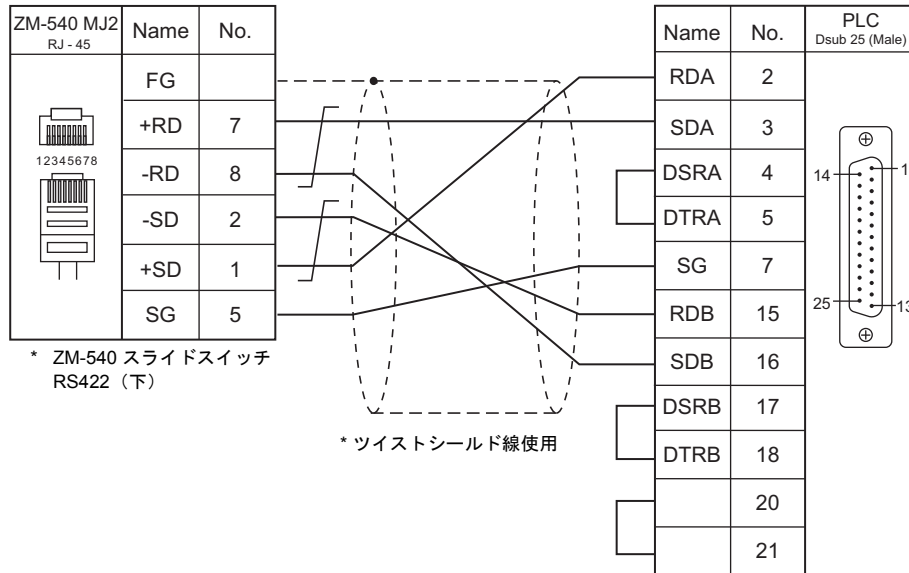 ZM-540 MJ2
RJ - 45
Name No.
FG
+RD 7
-RD 8
-SD 2
+SD 1
SG 5
12345678
* ZM-540 スライドスイッチ
RS422（下）
* ツイストシールド線使用
Name No.
PLC
Dsub 25 (Male)
RDA 2
SDA 3
DSRA 4
DTRA 5
SG 7
RDB 15
SDB 16
DSRB 17
DTRB 18
20
21
14 1
25 13